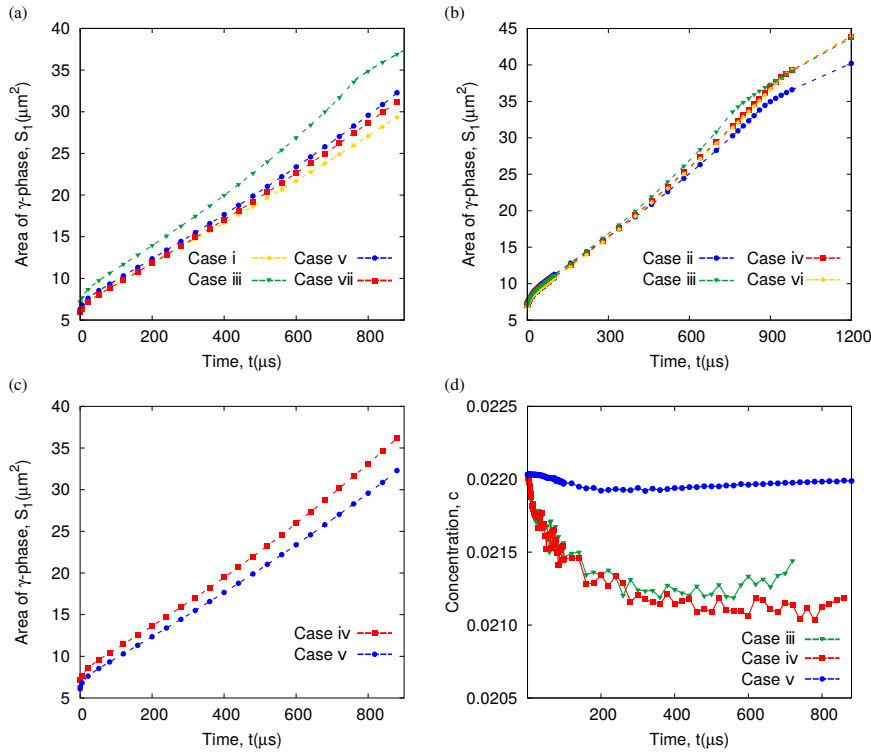 (a)
40
35
30
25
20
15
10
5
Area of γ-phase, S₁(μm²)
0
200
400
600
800
Time, t(μs)
Case i
Case iii
Case v
Case vii
(b)
45
40
35
30
25
20
15
10
5
Area of γ-phase, S₁(μm²)
0
300
600
900
1200
Time, t(μs)
Case ii
Case iii
Case iv
Case vi
(c)
40
35
30
25
20
15
10
5
Area of γ-phase, S₁(μm²)
0
200
400
600
800
Time, t(μs)
Case iv
Case v
(d)
0.0225
0.0220
0.0215
0.0210
0.0205
Concentration, c
200
400
600
800
Time, t(μs)
Case iii
Case iv
Case v